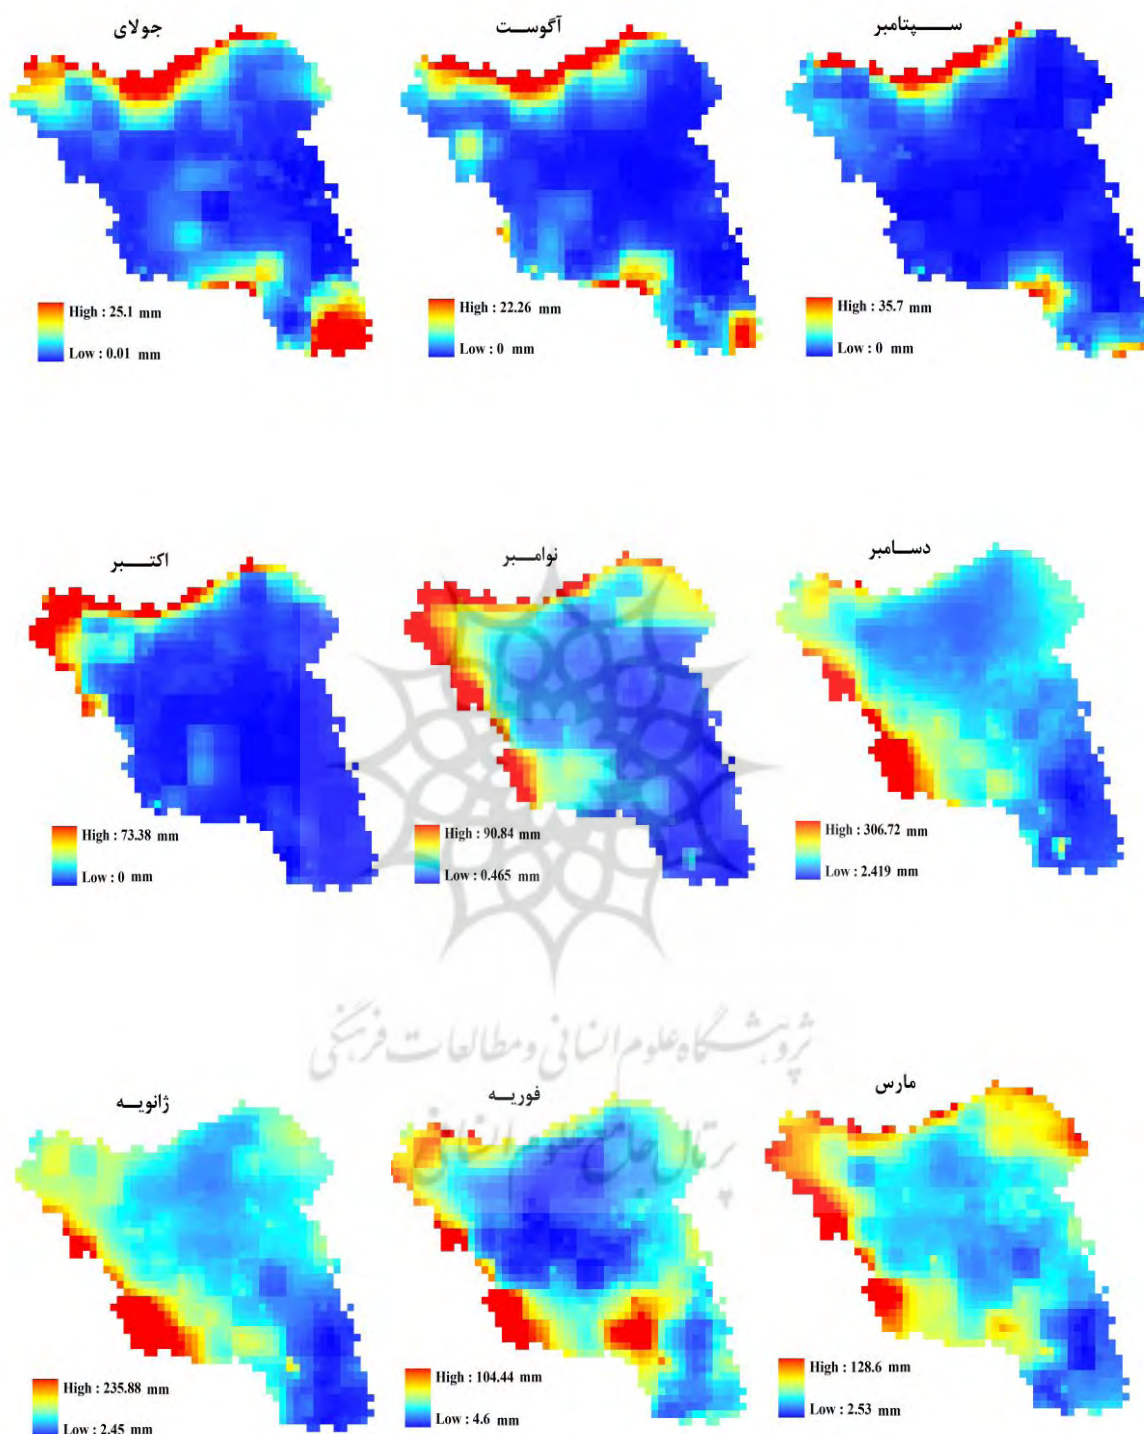 جولای
آگوست
سپتامبر
High : 25.1 mm
Low : 0.01 mm
High : 22.26 mm
Low : 0 mm
High : 35.7 mm
Low : 0 mm
اکتبر
نوامبر
دسامبر
High : 73.38 mm
Low : 0 mm
High : 90.84 mm
Low : 0.465 mm
High : 306.72 mm
Low : 2.419 mm
پژوهشگاه علوم انسانی و مطالعات فرهنگی
پرتال جامع علوم انسانی
ژانویه
فوریه
مارس
High : 235.88 mm
Low : 2.45 mm
High : 104.44 mm
Low : 4.6 mm
High : 128.6 mm
Low : 2.53 mm